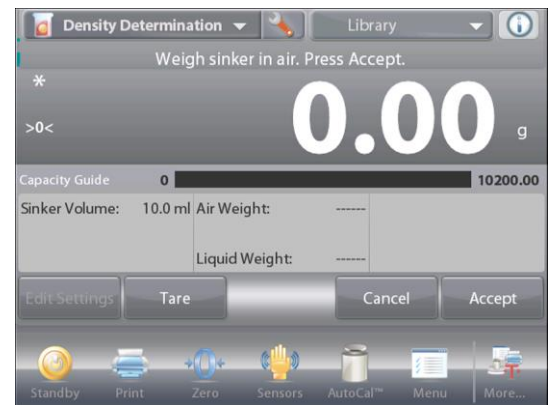 Density Determination Library
Weigh sinker in air. Press Accept.
*
>0< 0.00 g
Capacity Guide 0 10200.00
Sinker Volume: 10.0 ml Air Weight: ------
Liquid Weight: ------
Edit Settings Tare Cancel Accept
Standby Print Zero Sensors AutoCal™ Menu More...